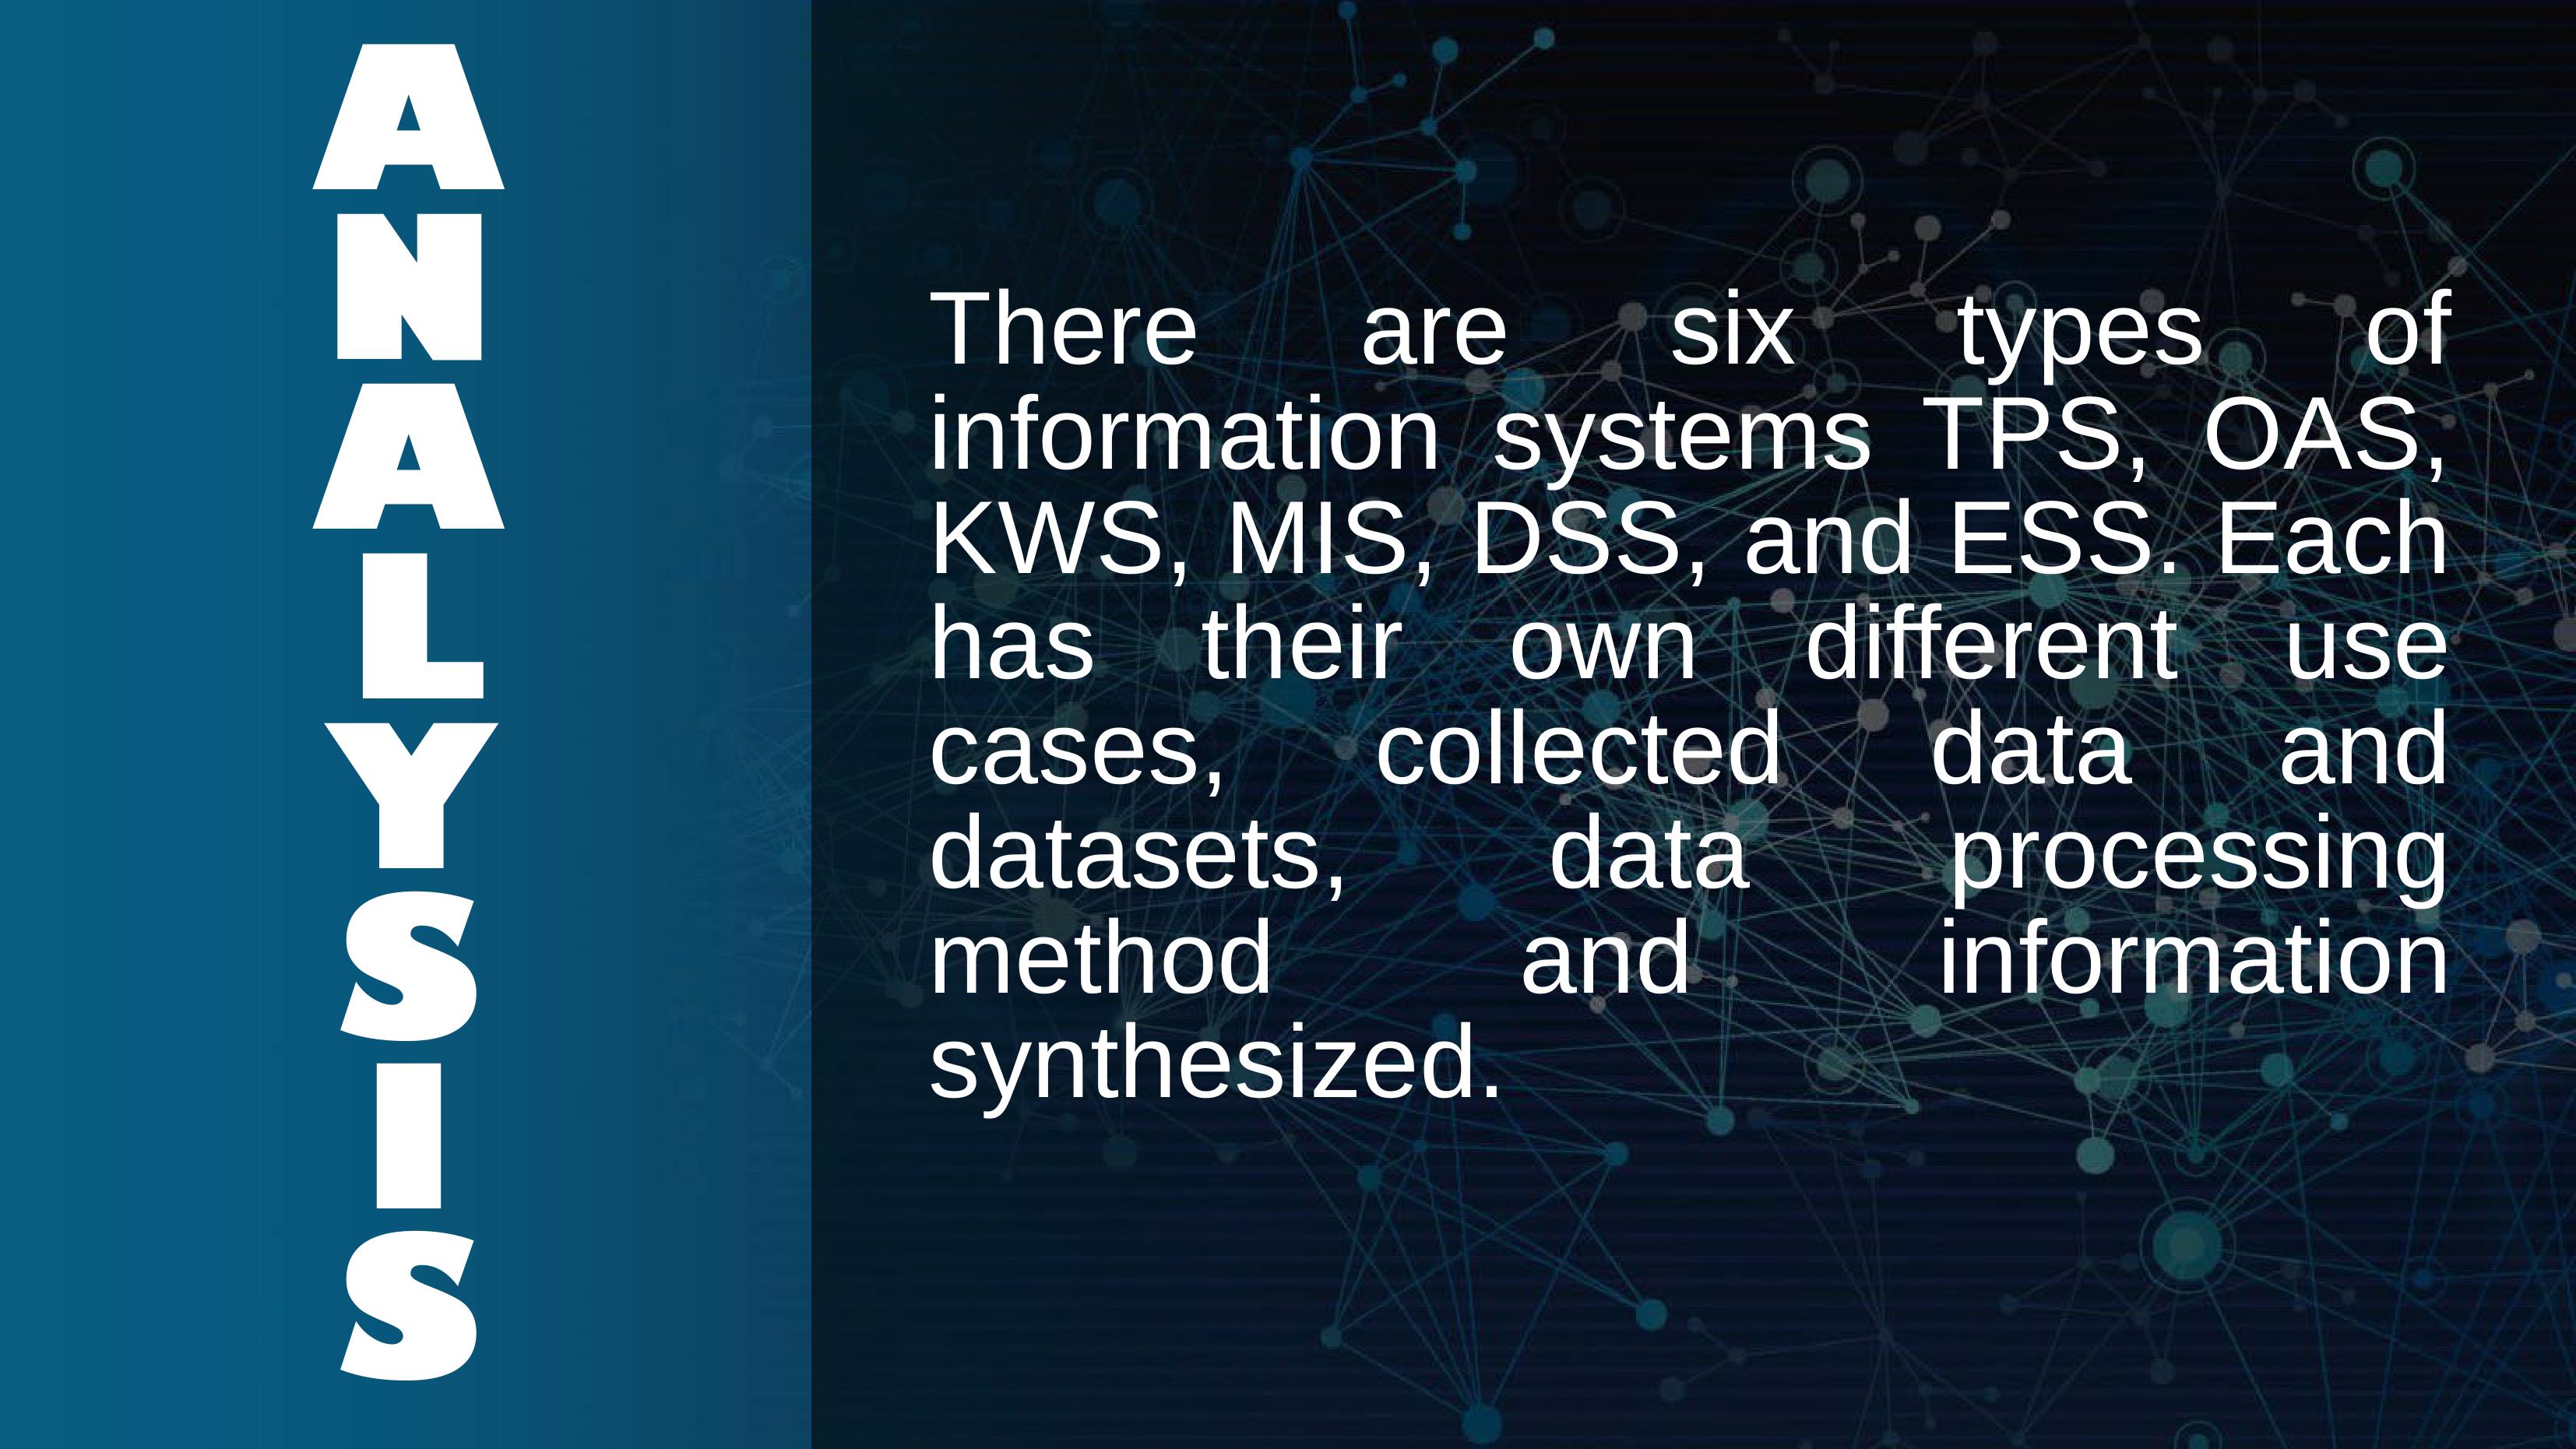 ANALYSIS
There are six types of
information systems TPS, OAS,
KWS, MIS, DSS, and ESS. Each
has their own different use
cases, collected data and
datasets, data processing
method and information
synthesized.